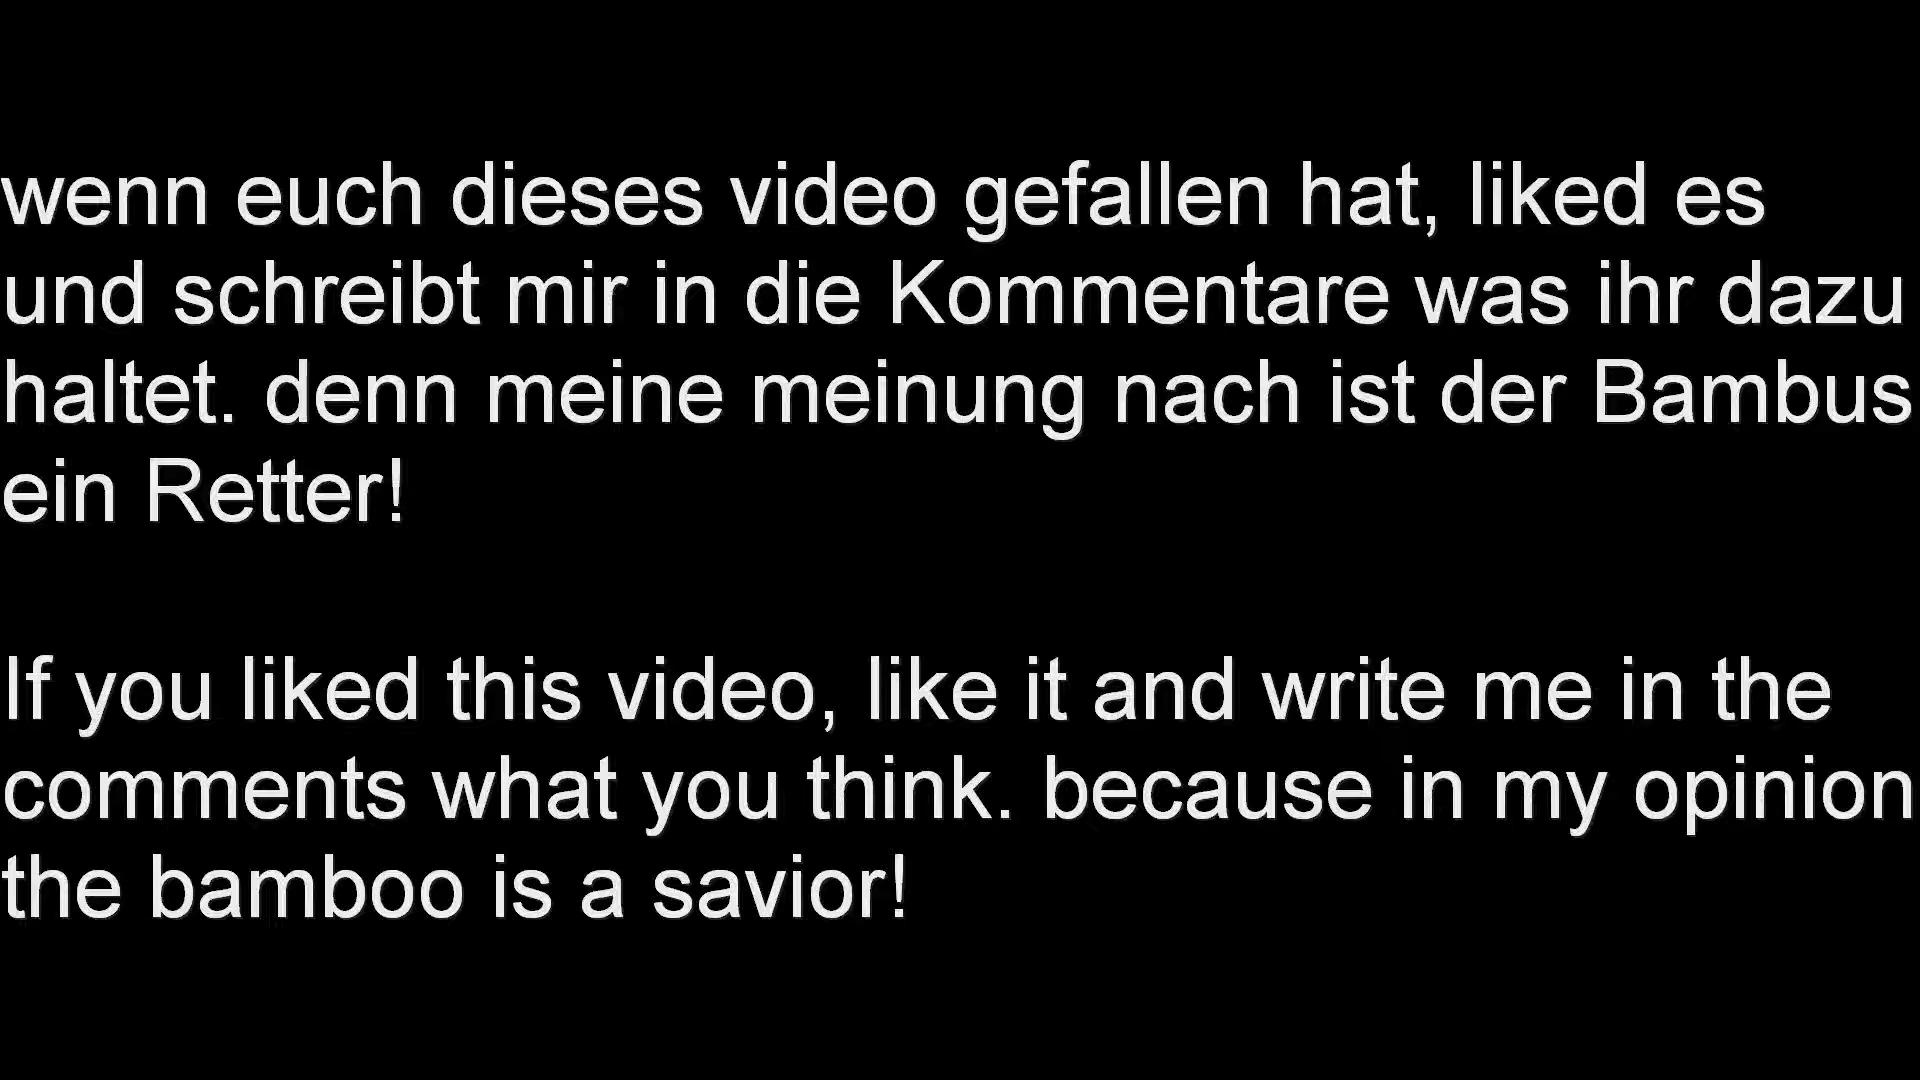 wenn euch dieses video gefallen hat, liked es
und schreibt mir in die Kommentare was ihr dazu
haltet. denn meine meinung nach ist der Bambus
ein Retter!
If you liked this video, like it and write me in the
comments what you think. because in my opinion
the bamboo is a savior!